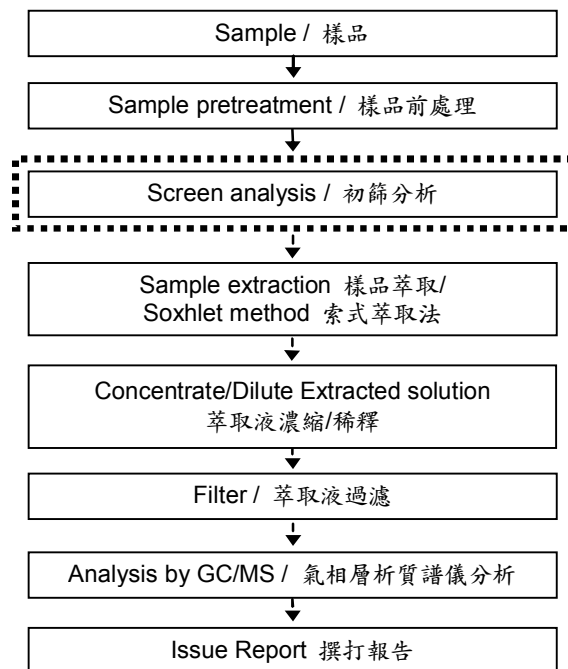 Sample / 樣品
Sample pretreatment / 樣品前處理
Screen analysis / 初篩分析
Sample extraction 樣品萃取/
Soxhlet method 索式萃取法
Concentrate/Dilute Extracted solution
萃取液濃縮/稀釋
Filter / 萃取液過濾
Analysis by GC/MS / 氣相層析質譜儀分析
Issue Report 撰打報告